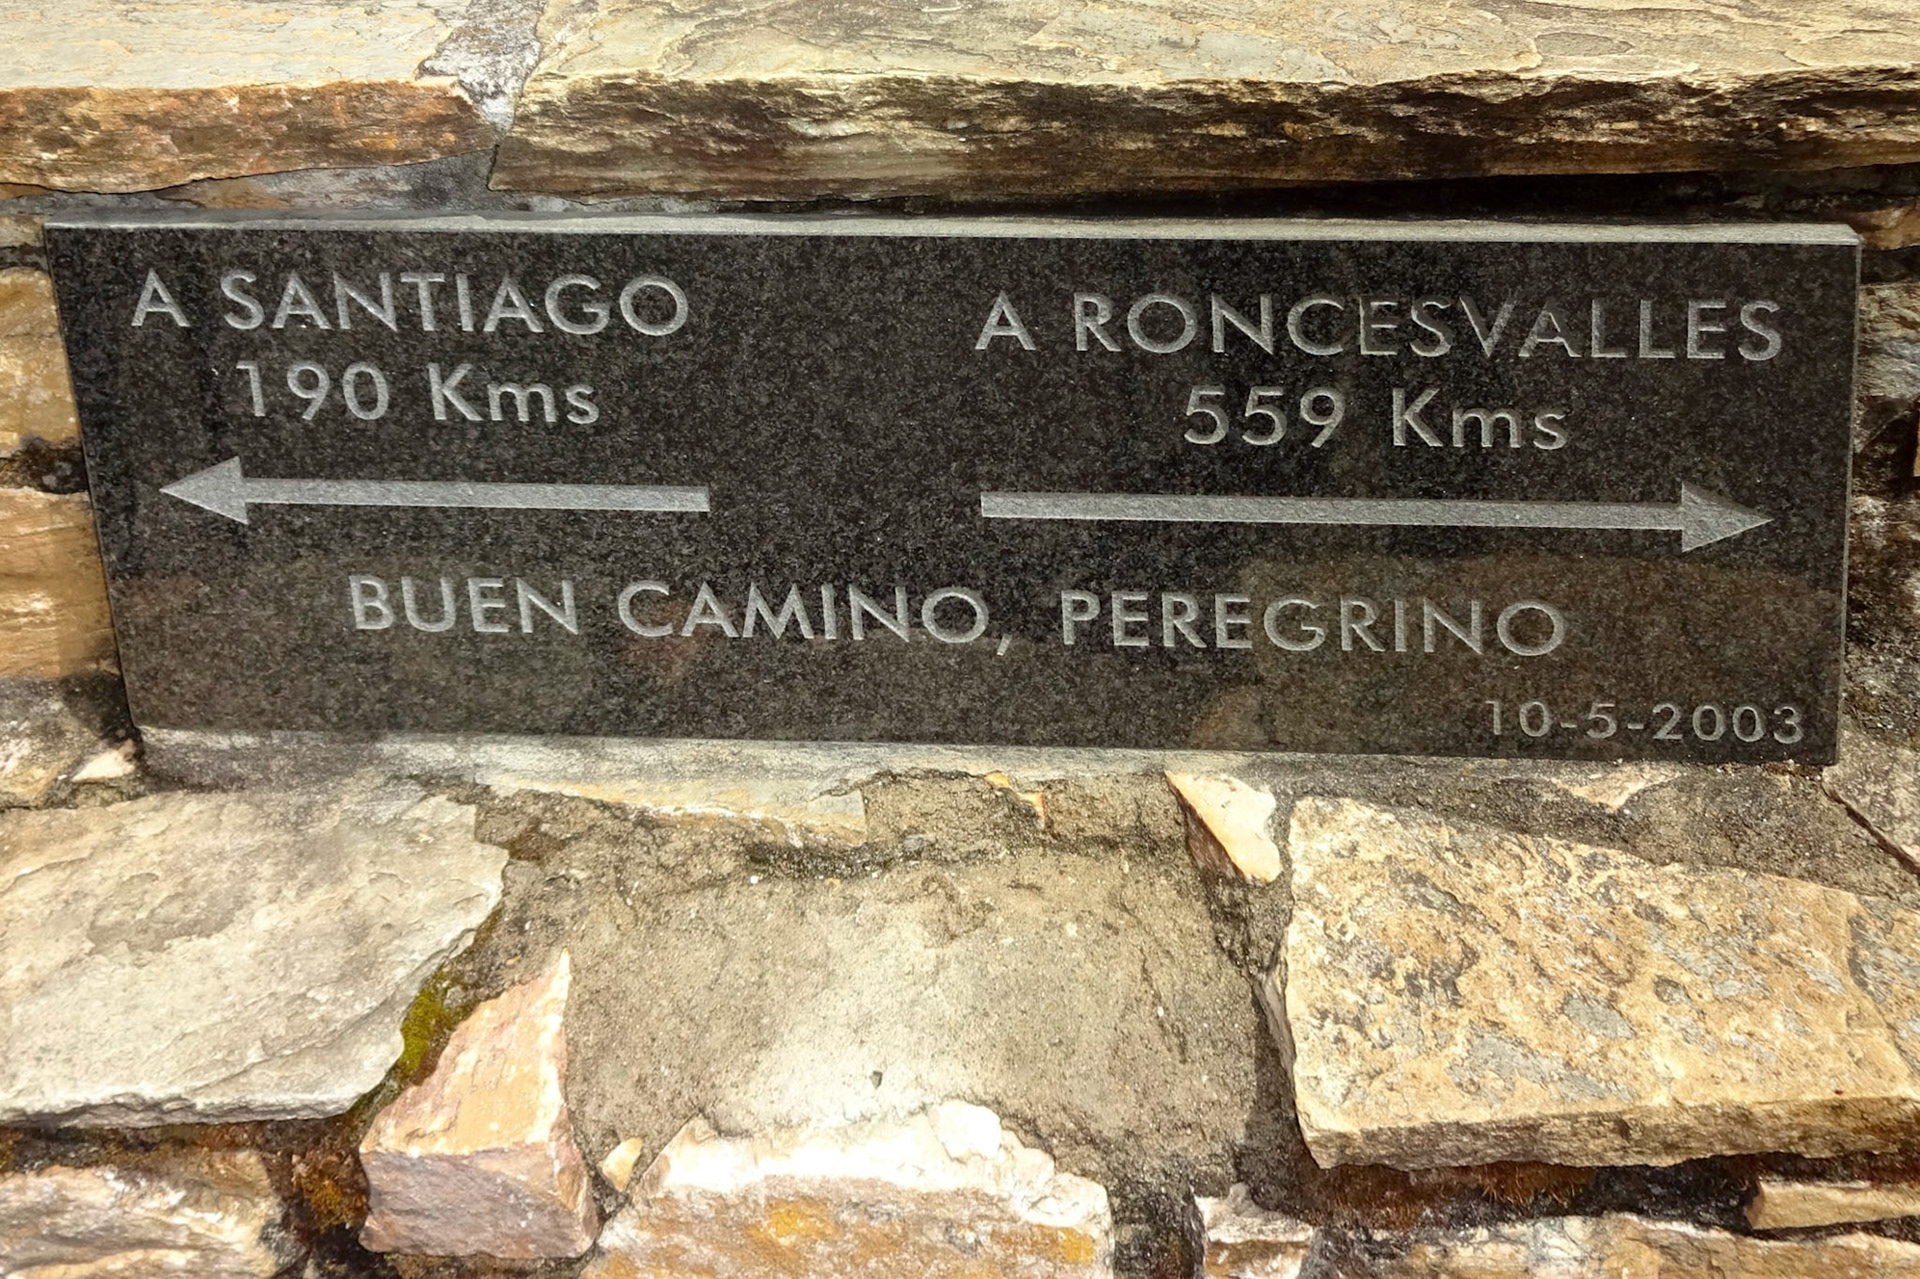 A SANTIAGO
190 Kms
A RONCESVALLES
559 Kms
BUEN CAMINO, PEREGRINO
10-5-2003